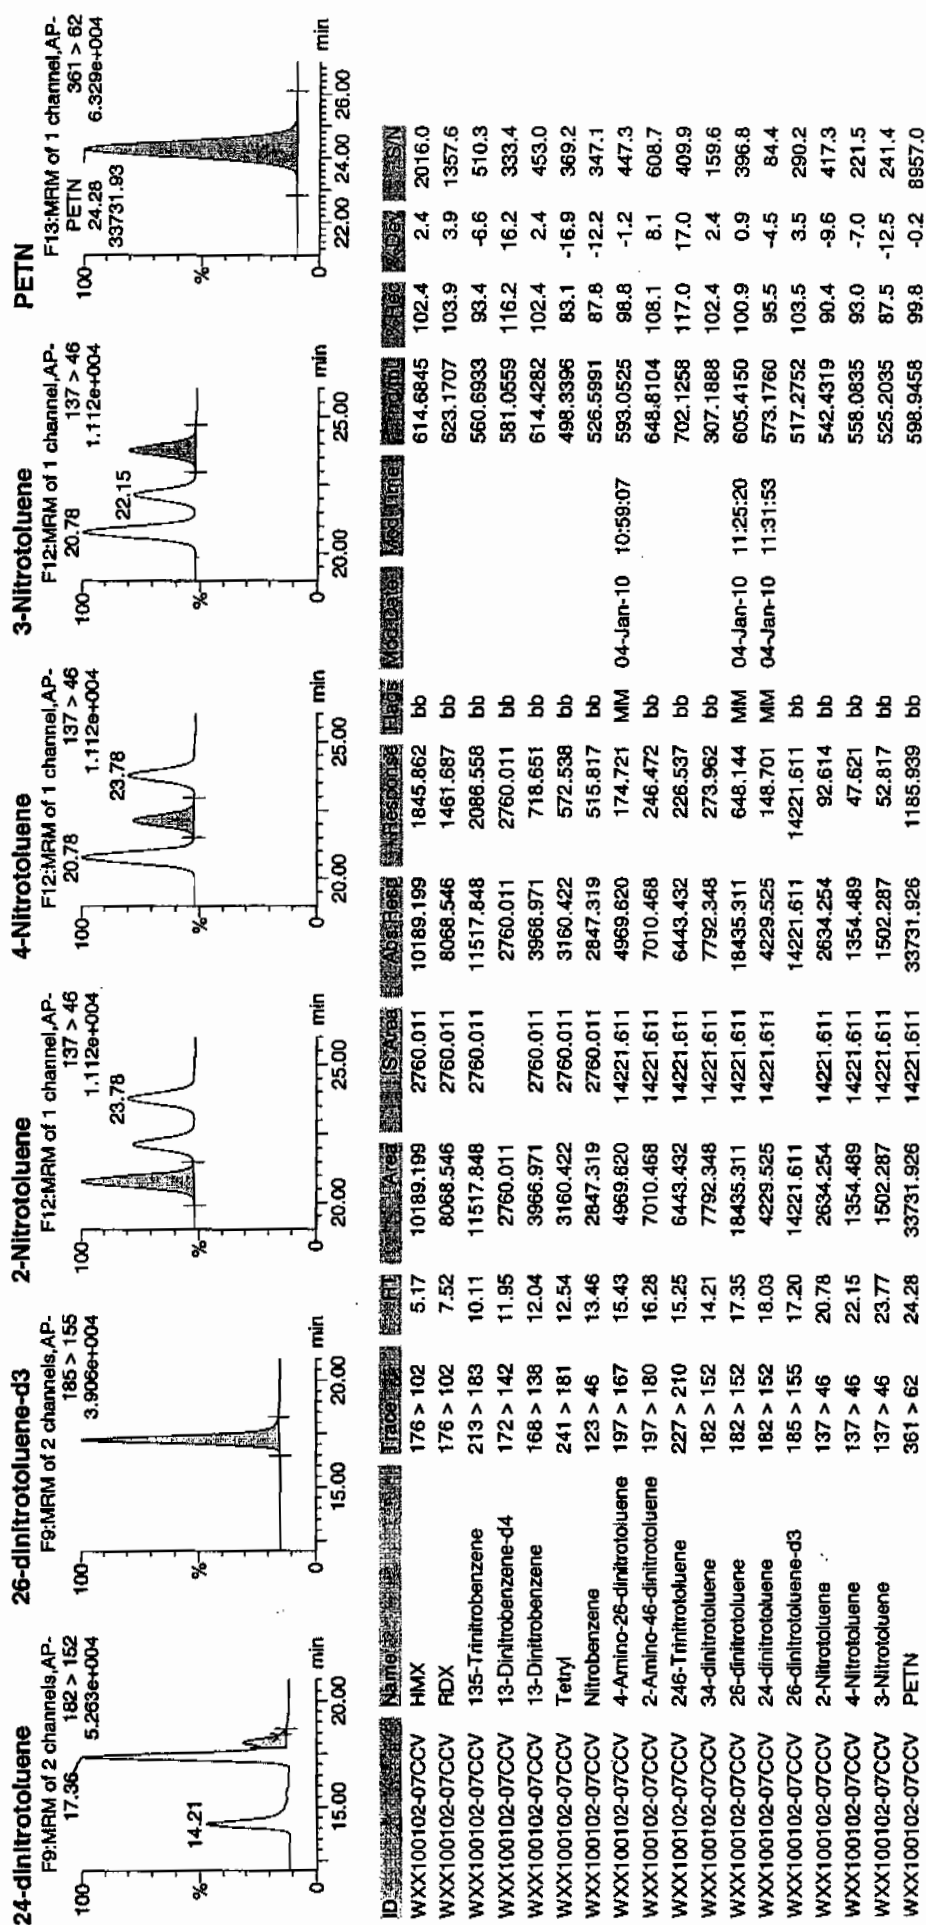 24-dinitrotoluene
F9:MRM of 2 channels,AP-
182 > 152
5.263e+004
17.36
14.21
100
%
0
15.00 20.00 min
26-dinitrotoluene-d3
F9:MRM of 2 channels,AP-
185 > 155
3.906e+004
100
%
0
15.00 20.00 min
2-Nitrotoluene
F12:MRM of 1 channel,AP-
137 > 46
1.112e+004
23.78
100
%
0
20.00 25.00 min
4-Nitrotoluene
F12:MRM of 1 channel,AP-
137 > 46
1.112e+004
20.78
23.78
100
%
0
20.00 25.00 min
3-Nitrotoluene
F12:MRM of 1 channel,AP-
137 > 46
1.112e+004
20.78
22.15
100
%
0
20.00 25.00 min
PETN
F13:MRM of 1 channel,AP-
361 > 62
6.329e+004
PETN
24.28
33731.93
100
%
0
22.00 24.00 26.00 min
ID Name Trace RT Area IS Area Abs.Resp Response Flags Mod.Date Mod.Time %Rec %Dev S/N
WXX100102-07CCV HMX 176 > 102 5.17 10189.199 2760.011 10189.199 1845.862 bb 614.6845 102.4 2.4 2016.0
WXX100102-07CCV RDX 176 > 102 7.52 8068.546 2760.011 8068.546 1461.687 bb 623.1707 103.9 3.9 1357.6
WXX100102-07CCV 135-Trinitrobenzene 213 > 183 10.11 11517.848 2760.011 11517.848 2086.558 bb 560.6933 93.4 -6.6 510.3
WXX100102-07CCV 13-Dinitrobenzene-d4 172 > 142 11.95 2760.011 2760.011 2760.011 bb 581.0559 116.2 16.2 333.4
WXX100102-07CCV 13-Dinitrobenzene 168 > 138 12.04 3966.971 2760.011 3966.971 718.651 bb 614.4282 102.4 2.4 453.0
WXX100102-07CCV Tetryl 241 > 181 12.54 3160.422 2760.011 3160.422 572.538 bb 498.3396 83.1 -16.9 369.2
WXX100102-07CCV Nitrobenzene 123 > 46 13.46 2847.319 2760.011 2847.319 515.817 bb 526.5991 87.8 -12.2 347.1
WXX100102-07CCV 4-Amino-26-dinitrotoluene 197 > 167 15.43 4969.620 14221.611 4969.620 174.721 MM 04-Jan-10 10:59:07 593.0525 98.8 -1.2 447.3
WXX100102-07CCV 2-Amino-46-dinitrotoluene 197 > 180 16.28 7010.468 14221.611 7010.468 246.472 bb 648.8104 108.1 8.1 608.7
WXX100102-07CCV 246-Trinitrotoluene 227 > 210 15.25 6443.432 14221.611 6443.432 226.537 bb 702.1258 117.0 17.0 409.9
WXX100102-07CCV 34-dinitrotoluene 182 > 152 14.21 7792.348 14221.611 7792.348 273.962 bb 307.1888 102.4 2.4 159.6
WXX100102-07CCV 26-dinitrotoluene 182 > 152 17.35 18435.311 14221.611 18435.311 648.144 MM 04-Jan-10 11:25:20 605.4150 100.9 0.9 396.8
WXX100102-07CCV 24-dinitrotoluene 182 > 152 18.03 4229.525 14221.611 4229.525 148.701 MM 04-Jan-10 11:31:53 573.1760 95.5 -4.5 84.4
WXX100102-07CCV 26-dinitrotoluene-d3 185 > 155 17.20 14221.611 14221.611 14221.611 bb 517.2752 103.5 3.5 290.2
WXX100102-07CCV 2-Nitrotoluene 137 > 46 20.78 2634.254 14221.611 2634.254 92.614 bb 542.4319 90.4 -9.6 417.3
WXX100102-07CCV 4-Nitrotoluene 137 > 46 22.15 1354.489 14221.611 1354.489 47.621 bb 558.0835 93.0 -7.0 221.5
WXX100102-07CCV 3-Nitrotoluene 137 > 46 23.77 1502.287 14221.611 1502.287 52.817 bb 525.2035 87.5 -12.5 241.4
WXX100102-07CCV PETN 361 > 62 24.28 33731.926 14221.611 33731.926 1185.939 bb 598.9458 99.8 -0.2 8957.0